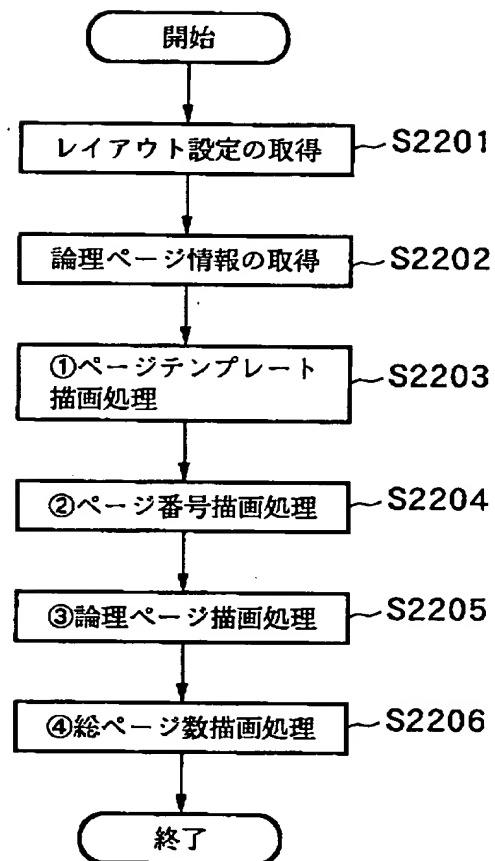 開始
レイアウト設定の取得
S2201
論理ページ情報の取得
S2202
①ページテンプレート
描画処理
S2203
②ページ番号描画処理
S2204
③論理ページ描画処理
S2205
④総ページ数描画処理
S2206
終了